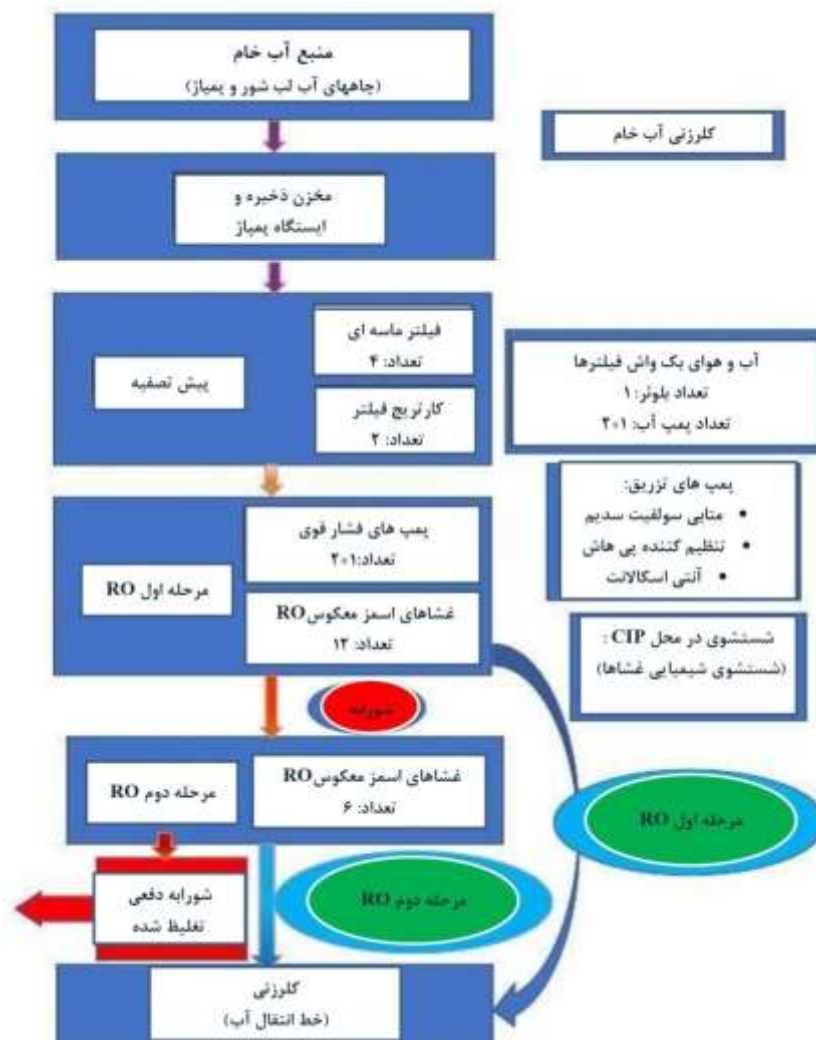 منبع آب خام
(چاههای آب لب شور و پمپاژ)
کلرزنی آب خام
مخزن ذخیره و
ایستگاه پمپاژ
پیش تصفیه
فیلتر ماسه ای
تعداد: ۴
کارتریج فیلتر
تعداد: ۲
آب و هوای بک واش فیلترها
تعداد بلوئر: ۱
تعداد پمپ آب: ۱+۲
پمپ های تزریق:
• متابی سولفیت سدیم
• تنظیم کننده پی هاش
• آنتی اسکالانت
مرحله اول RO
پمپ های فشار قوی
تعداد:۱+۲
غشاهای اسمز معکوس RO
تعداد: ۱۲
شستشوی در محل CIP :
(شستشوی شیمیایی غشاها)
شورابه
مرحله دوم RO
غشاهای اسمز معکوس RO
تعداد: ۶
مرحله اول RO
شورابه دفعی
تغلیظ شده
مرحله دوم RO
کلرزنی
(خط انتقال آب)